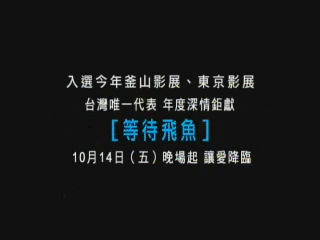 入選今年釜山影展、東京影展
台灣唯一代表 年度深情鉅獻
[等待飛魚]
10月14日(五)晚場起 讓愛降臨